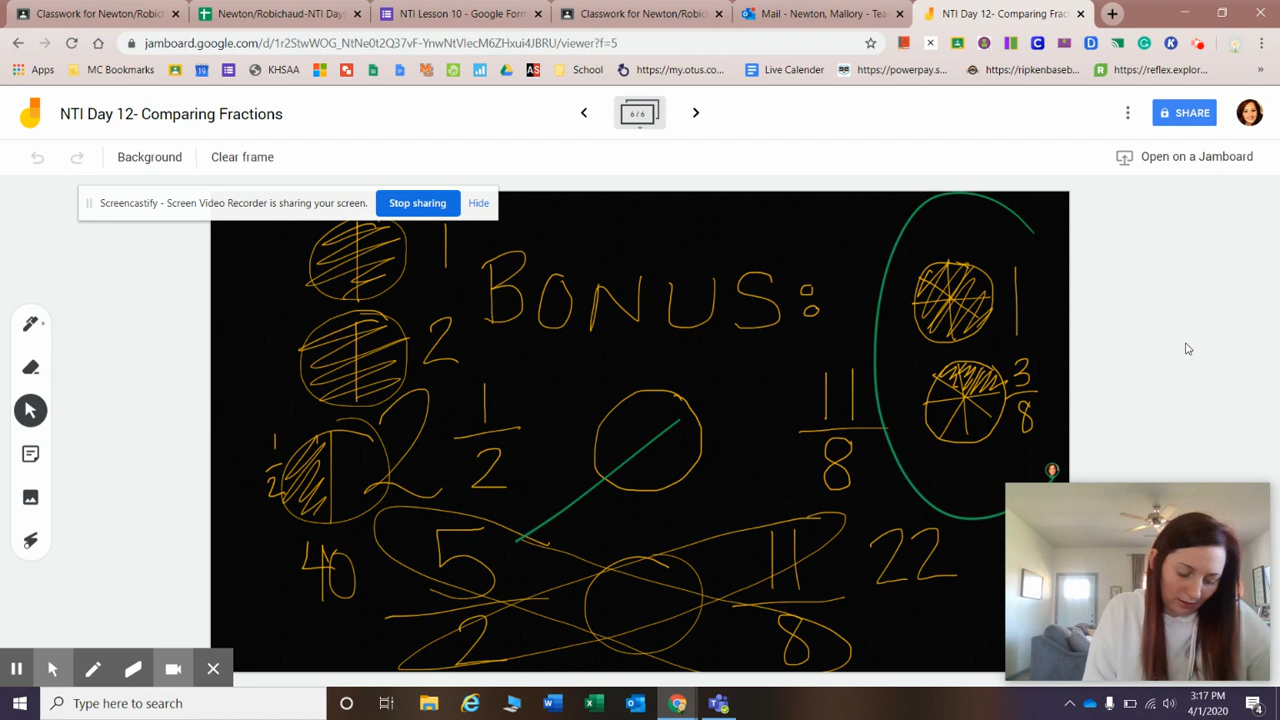 Classwork for Newton/Robich
Newton/Robichaud-NTI Days
NTI Lesson 10 - Google Form
Classwork for Newton/Robich
Mail - Newton, Mallory - Tea
NTI Day 12- Comparing Frac
jamboard.google.com/d/1r2StwWOG_NtNe0t2Q37vF-YnwNtVIecM6ZHxui4JBRU/viewer?f=5
Apps
MC Bookmarks
KHSAA
School
https://my.otus.co...
Live Calender
https://powerpay.s...
https://ripkenbaseb...
https://reflex.explor...
NTI Day 12- Comparing Fractions
6 / 6
SHARE
Background
Clear frame
Open on a Jamboard
Screencastify - Screen Video Recorder is sharing your screen.
Stop sharing
Hide
BONUS:
1
2
1
2
2 1
2
11
8
1
3
8
40
5
2
11
8
22
Type here to search
3:17 PM
4/1/2020
4